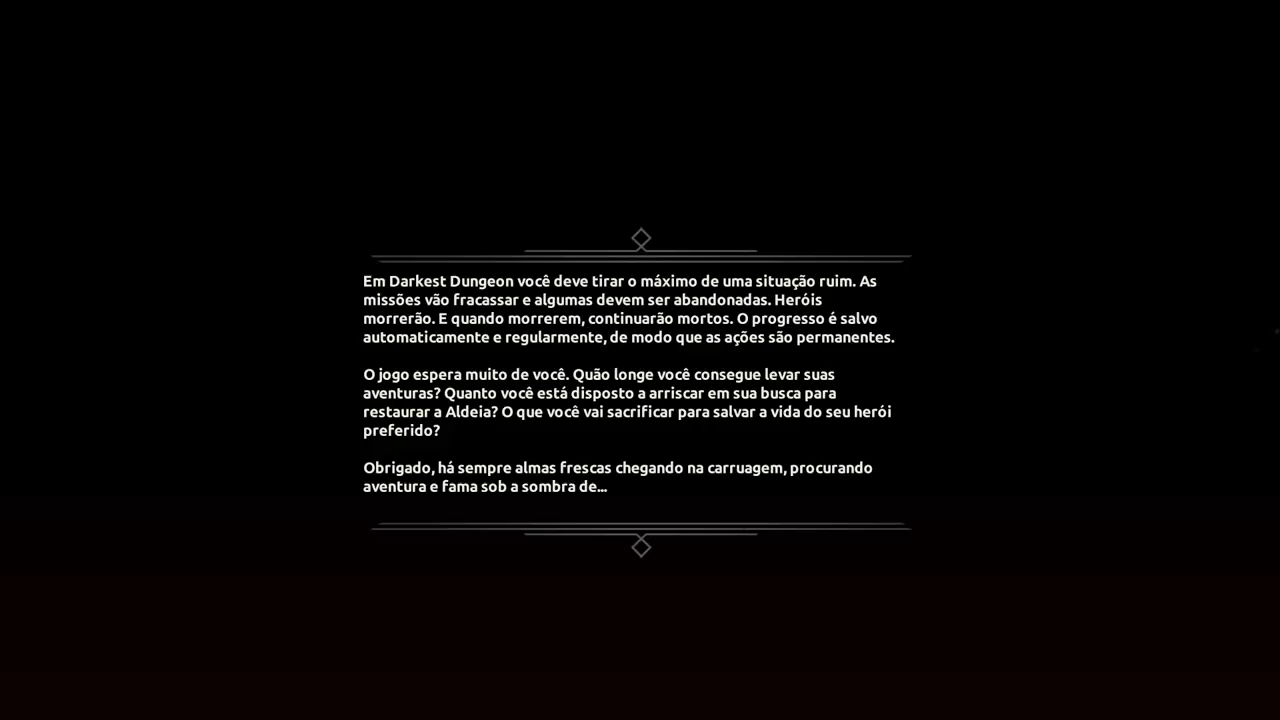 Em Darkest Dungeon você deve tirar o máximo de uma situação ruim. As
missões vão fracassar e algumas devem ser abandonadas. Heróis
morrerão. E quando morrerem, continuarão mortos. O progresso é salvo
automaticamente e regularmente, de modo que as ações são permanentes.
O jogo espera muito de você. Quão longe você consegue levar suas
aventuras? Quanto você está disposto a arriscar em sua busca para
restaurar a Aldeia? O que você vai sacrificar para salvar a vida do seu herói
preferido?
Obrigado, há sempre almas frescas chegando na carruagem, procurando
aventura e fama sob a sombra de...